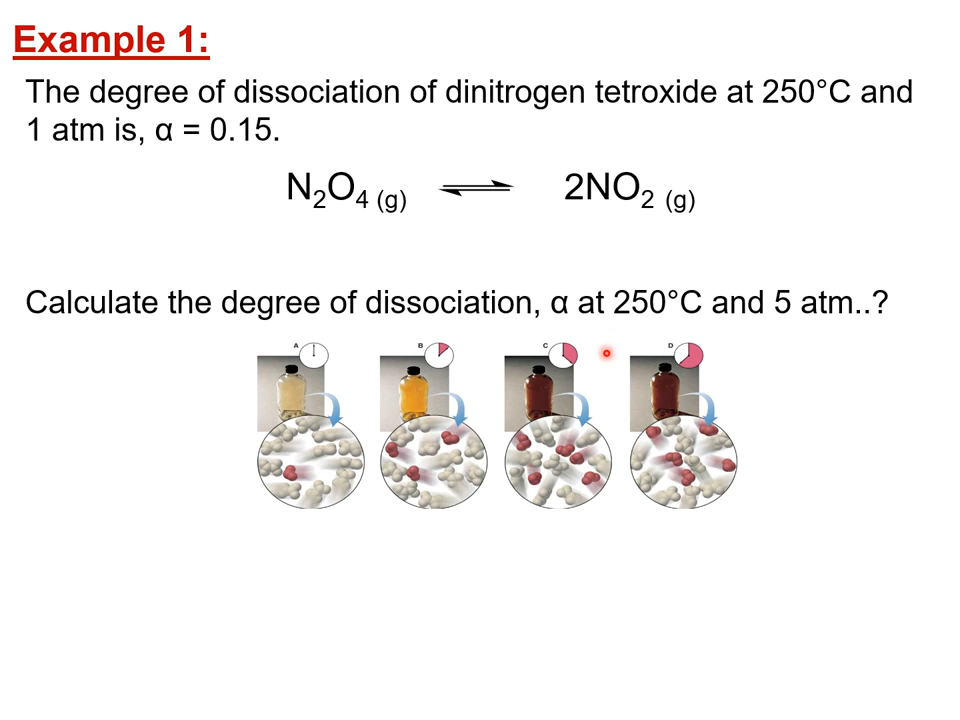 Example 1:
The degree of dissociation of dinitrogen tetroxide at 250°C and
1 atm is, α = 0.15.
N₂O₄ (g) ⇌ 2NO₂ (g)
Calculate the degree of dissociation, α at 250°C and 5 atm..?
A B C D